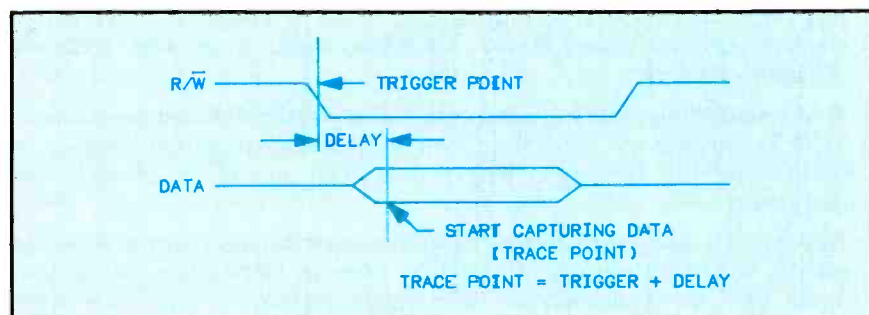 R/W̅
TRIGGER POINT
DELAY
DATA
START CAPTURING DATA
(TRACE POINT)
TRACE POINT = TRIGGER + DELAY